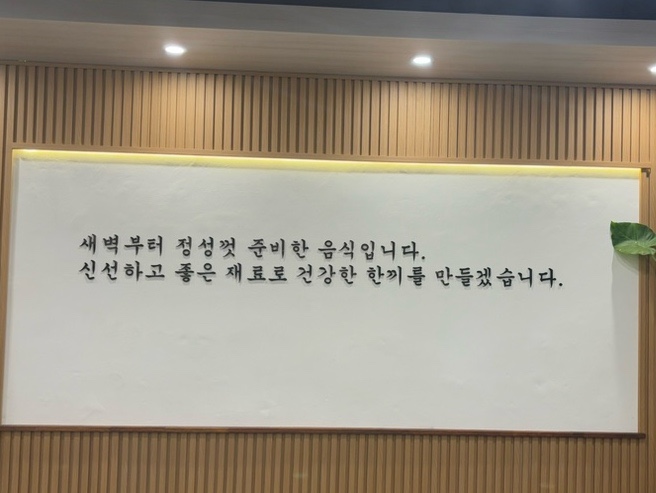 새벽부터 정성껏 준비한 음식입니다.
신선하고 좋은 재료로 건강한 한끼를 만들겠습니다.